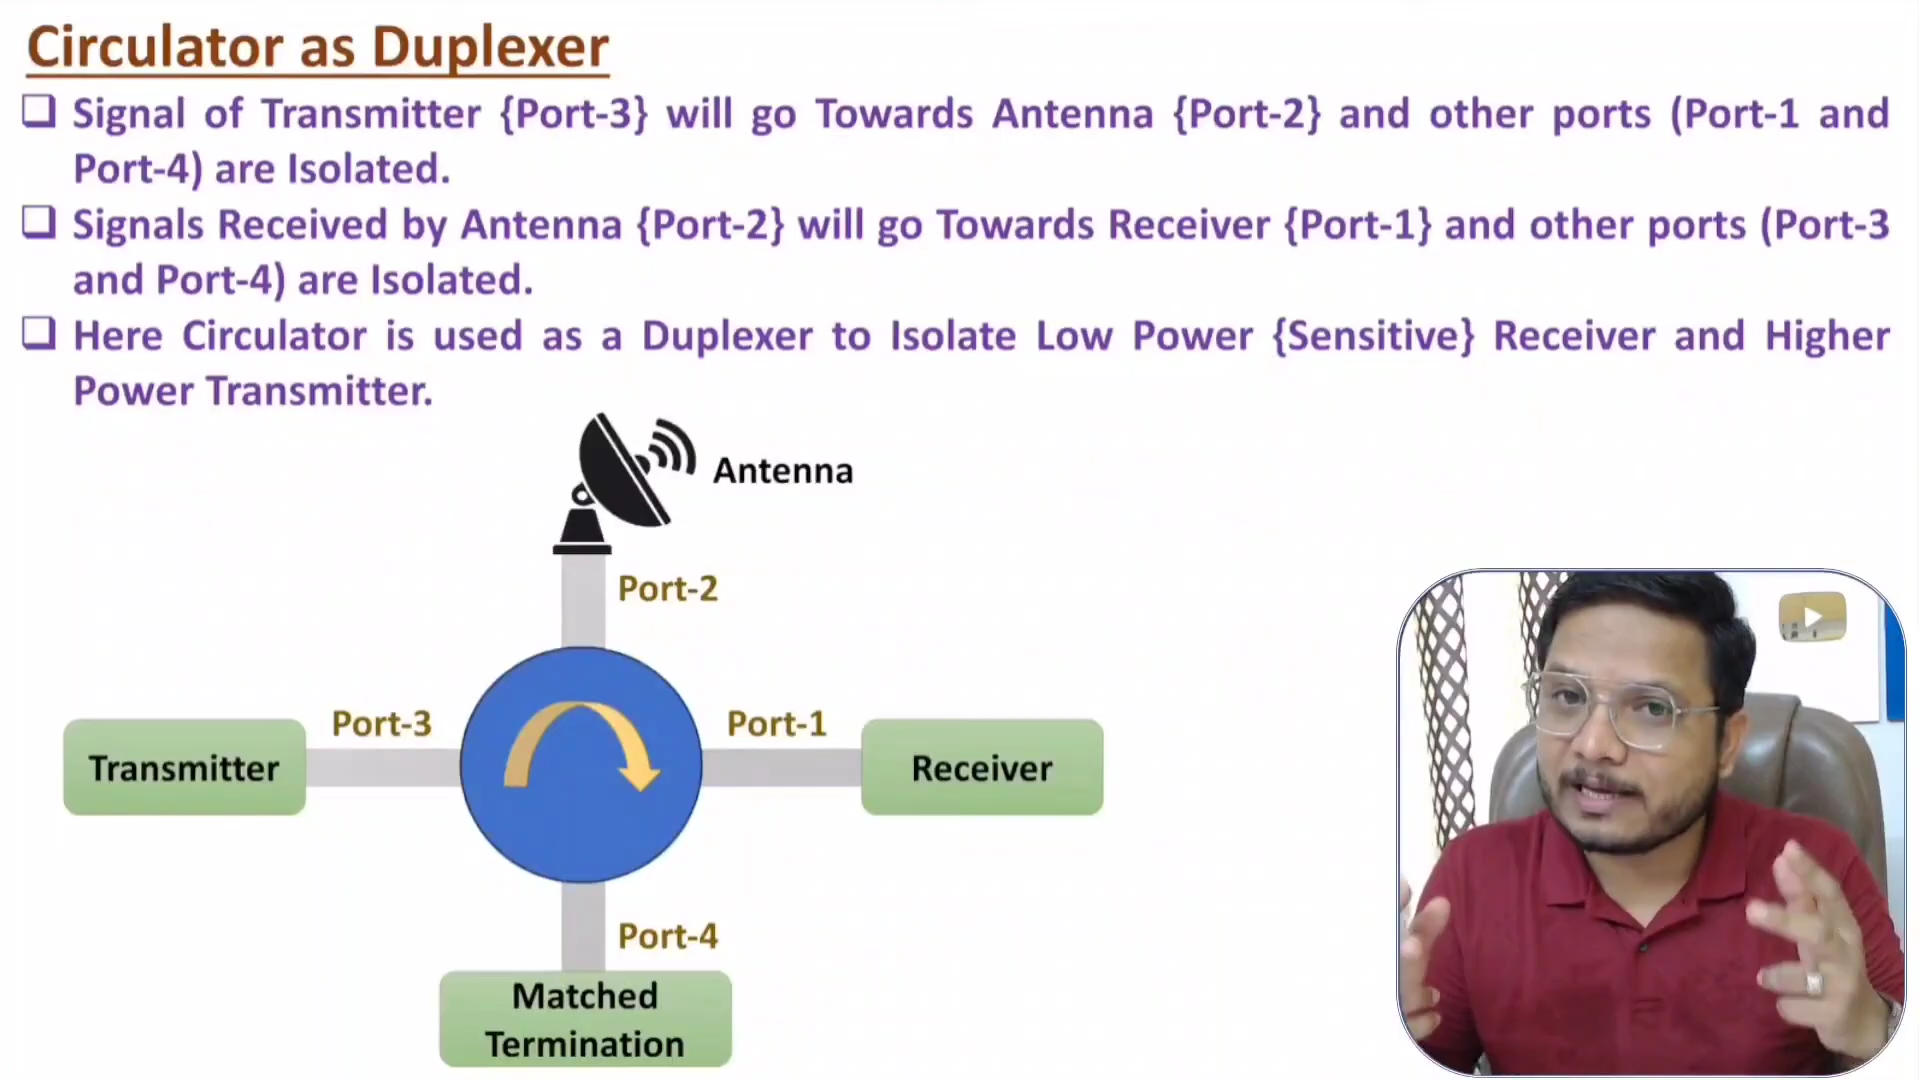 Circulator as Duplexer
❑ Signal of Transmitter {Port-3} will go Towards Antenna {Port-2} and other ports (Port-1 and
Port-4) are Isolated.
❑ Signals Received by Antenna {Port-2} will go Towards Receiver {Port-1} and other ports (Port-3
and Port-4) are Isolated.
❑ Here Circulator is used as a Duplexer to Isolate Low Power {Sensitive} Receiver and Higher
Power Transmitter.
Antenna
Port-2
Port-3
Port-1
Transmitter
Receiver
Port-4
Matched
Termination